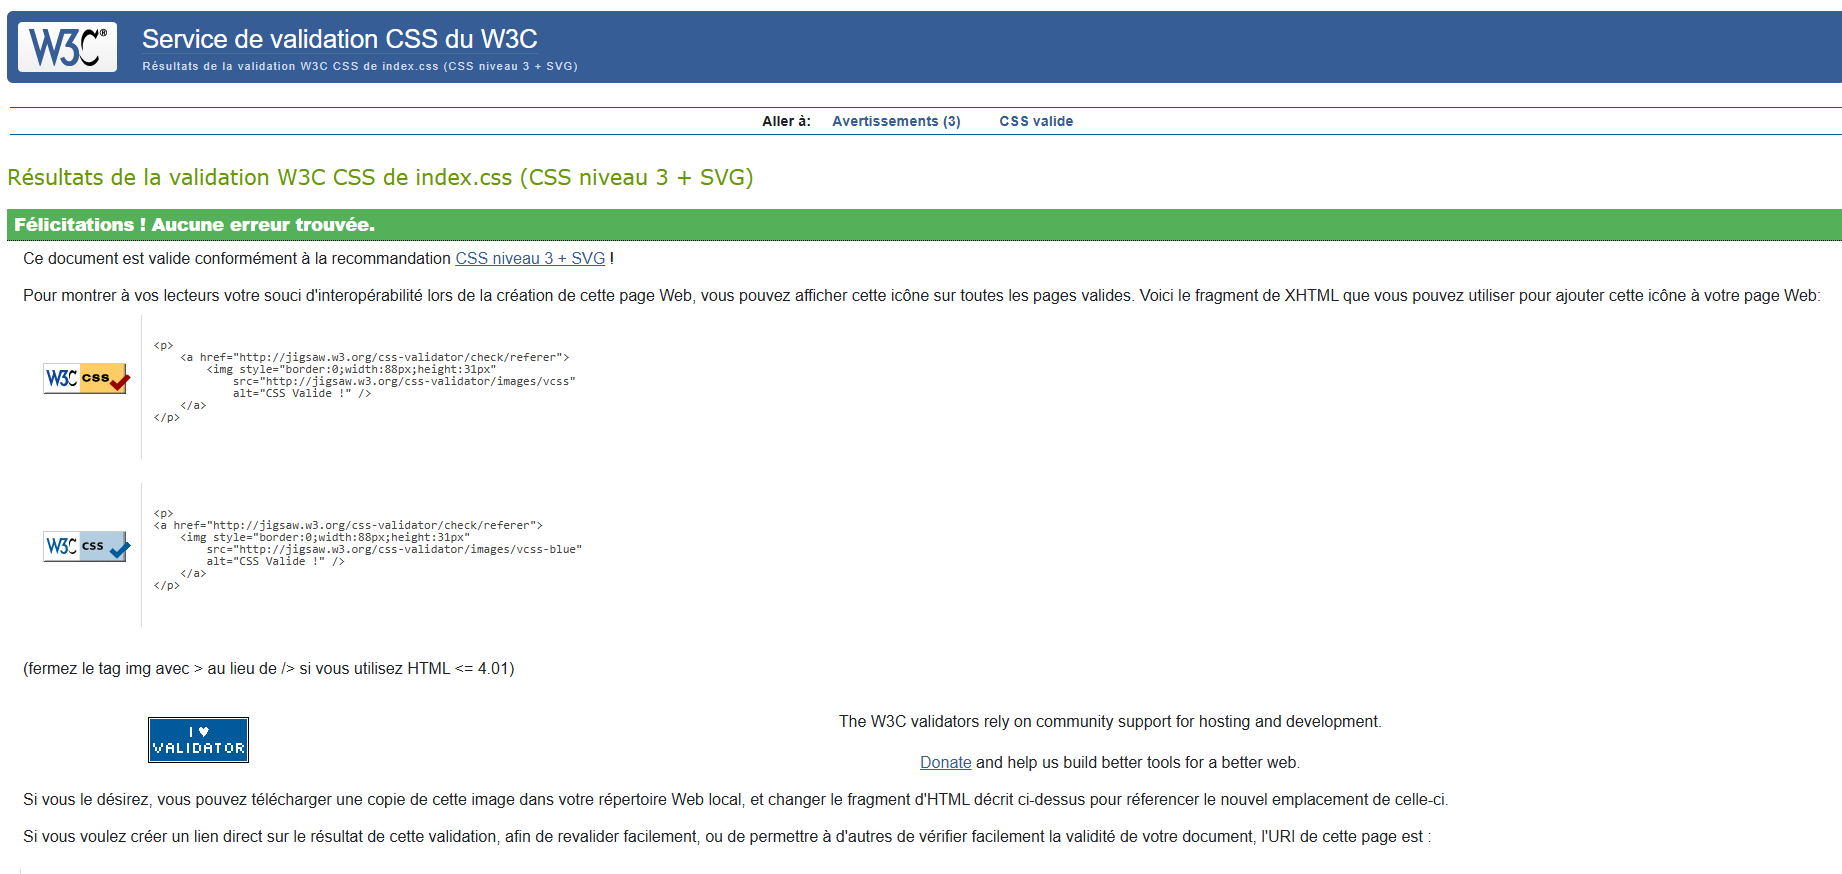 W3C®
Service de validation CSS du W3C
Résultats de la validation W3C CSS de index.css (CSS niveau 3 + SVG)
Aller à: Avertissements (3) CSS valide
Résultats de la validation W3C CSS de index.css (CSS niveau 3 + SVG)
Félicitations ! Aucune erreur trouvée.
Ce document est valide conformément à la recommandation CSS niveau 3 + SVG !
Pour montrer à vos lecteurs votre souci d'interopérabilité lors de la création de cette page Web, vous pouvez afficher cette icône sur toutes les pages valides. Voici le fragment de XHTML que vous pouvez utiliser pour ajouter cette icône à votre page Web:
W3C css
<p>
<a href="http://jigsaw.w3.org/css-validator/check/referer">
<img style="border:0;width:88px;height:31px"
src="http://jigsaw.w3.org/css-validator/images/vcss"
alt="CSS Valide !" />
</a>
</p>
W3C css
<p>
<a href="http://jigsaw.w3.org/css-validator/check/referer">
<img style="border:0;width:88px;height:31px"
src="http://jigsaw.w3.org/css-validator/images/vcss-blue"
alt="CSS Valide !" />
</a>
</p>
(fermez le tag img avec > au lieu de /> si vous utilisez HTML <= 4.01)
I ♥
VALIDATOR
The W3C validators rely on community support for hosting and development.
Donate and help us build better tools for a better web.
Si vous le désirez, vous pouvez télécharger une copie de cette image dans votre répertoire Web local, et changer le fragment d'HTML décrit ci-dessus pour réferencer le nouvel emplacement de celle-ci.
Si vous voulez créer un lien direct sur le résultat de cette validation, afin de revalider facilement, ou de permettre à d'autres de vérifier facilement la validité de votre document, l'URI de cette page est :